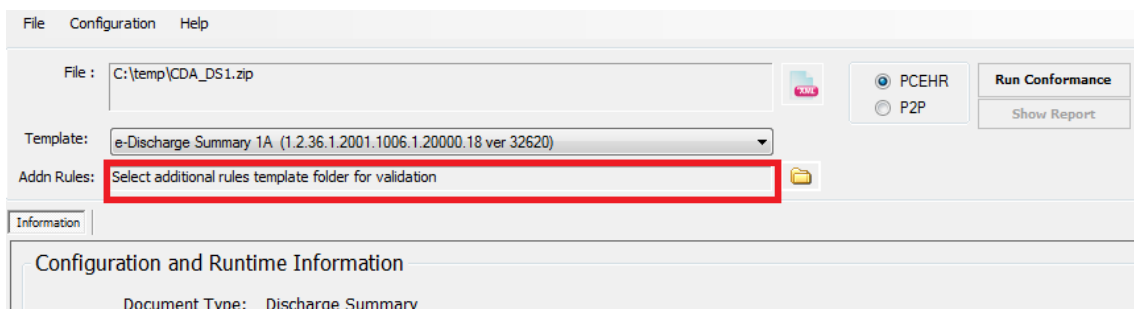 File Configuration Help
File : C:\temp\CDA_DS1.zip
XML
PCEHR
Run Conformance
P2P
Show Report
Template: e-Discharge Summary 1A (1.2.36.1.2001.1006.1.20000.18 ver 32620)
Addn Rules: Select additional rules template folder for validation
Information
Configuration and Runtime Information
Document Type: Discharge Summary